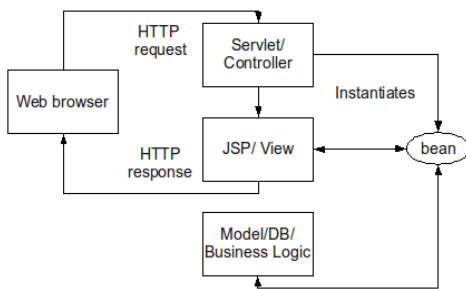 HTTP
request
Servlet/
Controller
Web browser
Instantiates
HTTP
response
JSP/ View
bean
Model/DB/
Business Logic